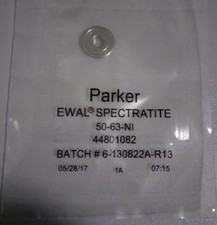 Parker
EWAL® SPECTRATITE
50-63-NI
44801082
BATCH # 6-130822A-R13
05/28/17 1A 07:15